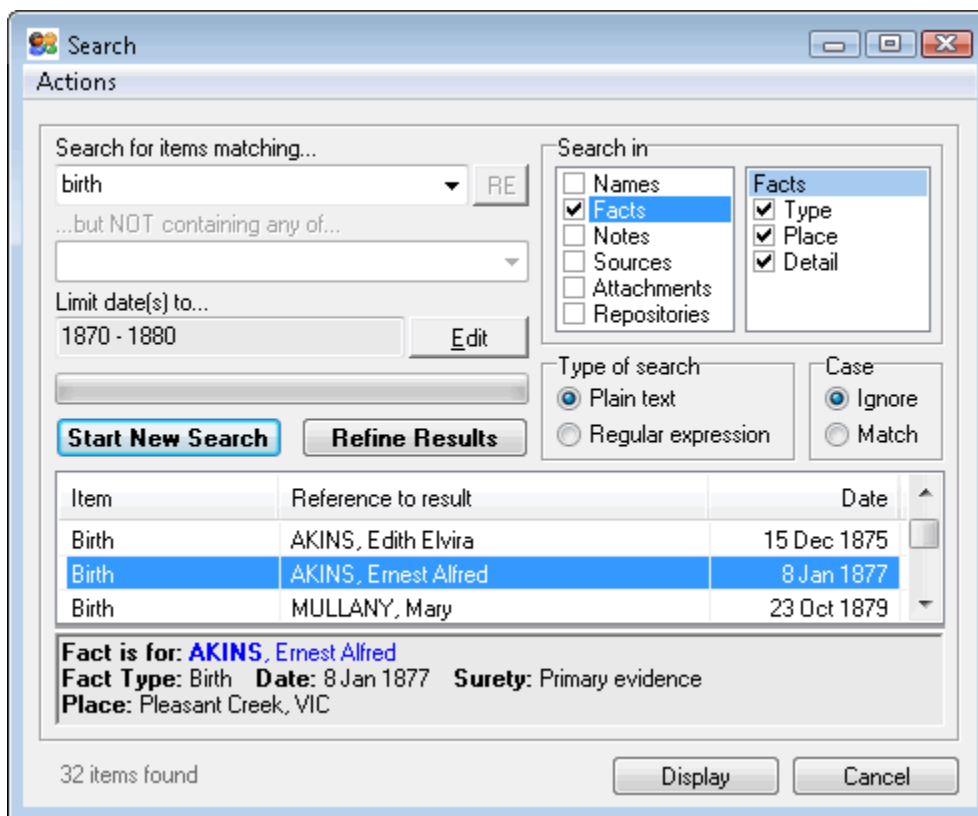 Search
Actions
Search for items matching...
birth
RE
...but NOT containing any of...
Limit date(s) to...
1870 - 1880
Edit
Start New Search
Refine Results
Search in
Names
Facts
Notes
Sources
Attachments
Repositories
Facts
Type
Place
Detail
Type of search
Plain text
Regular expression
Case
Ignore
Match
Item Reference to result Date
Birth AKINS, Edith Elvira 15 Dec 1875
Birth AKINS, Ernest Alfred 8 Jan 1877
Birth MULLANY, Mary 23 Oct 1879
Fact is for: AKINS, Ernest Alfred
Fact Type: Birth Date: 8 Jan 1877 Surety: Primary evidence
Place: Pleasant Creek, VIC
32 items found
Display
Cancel